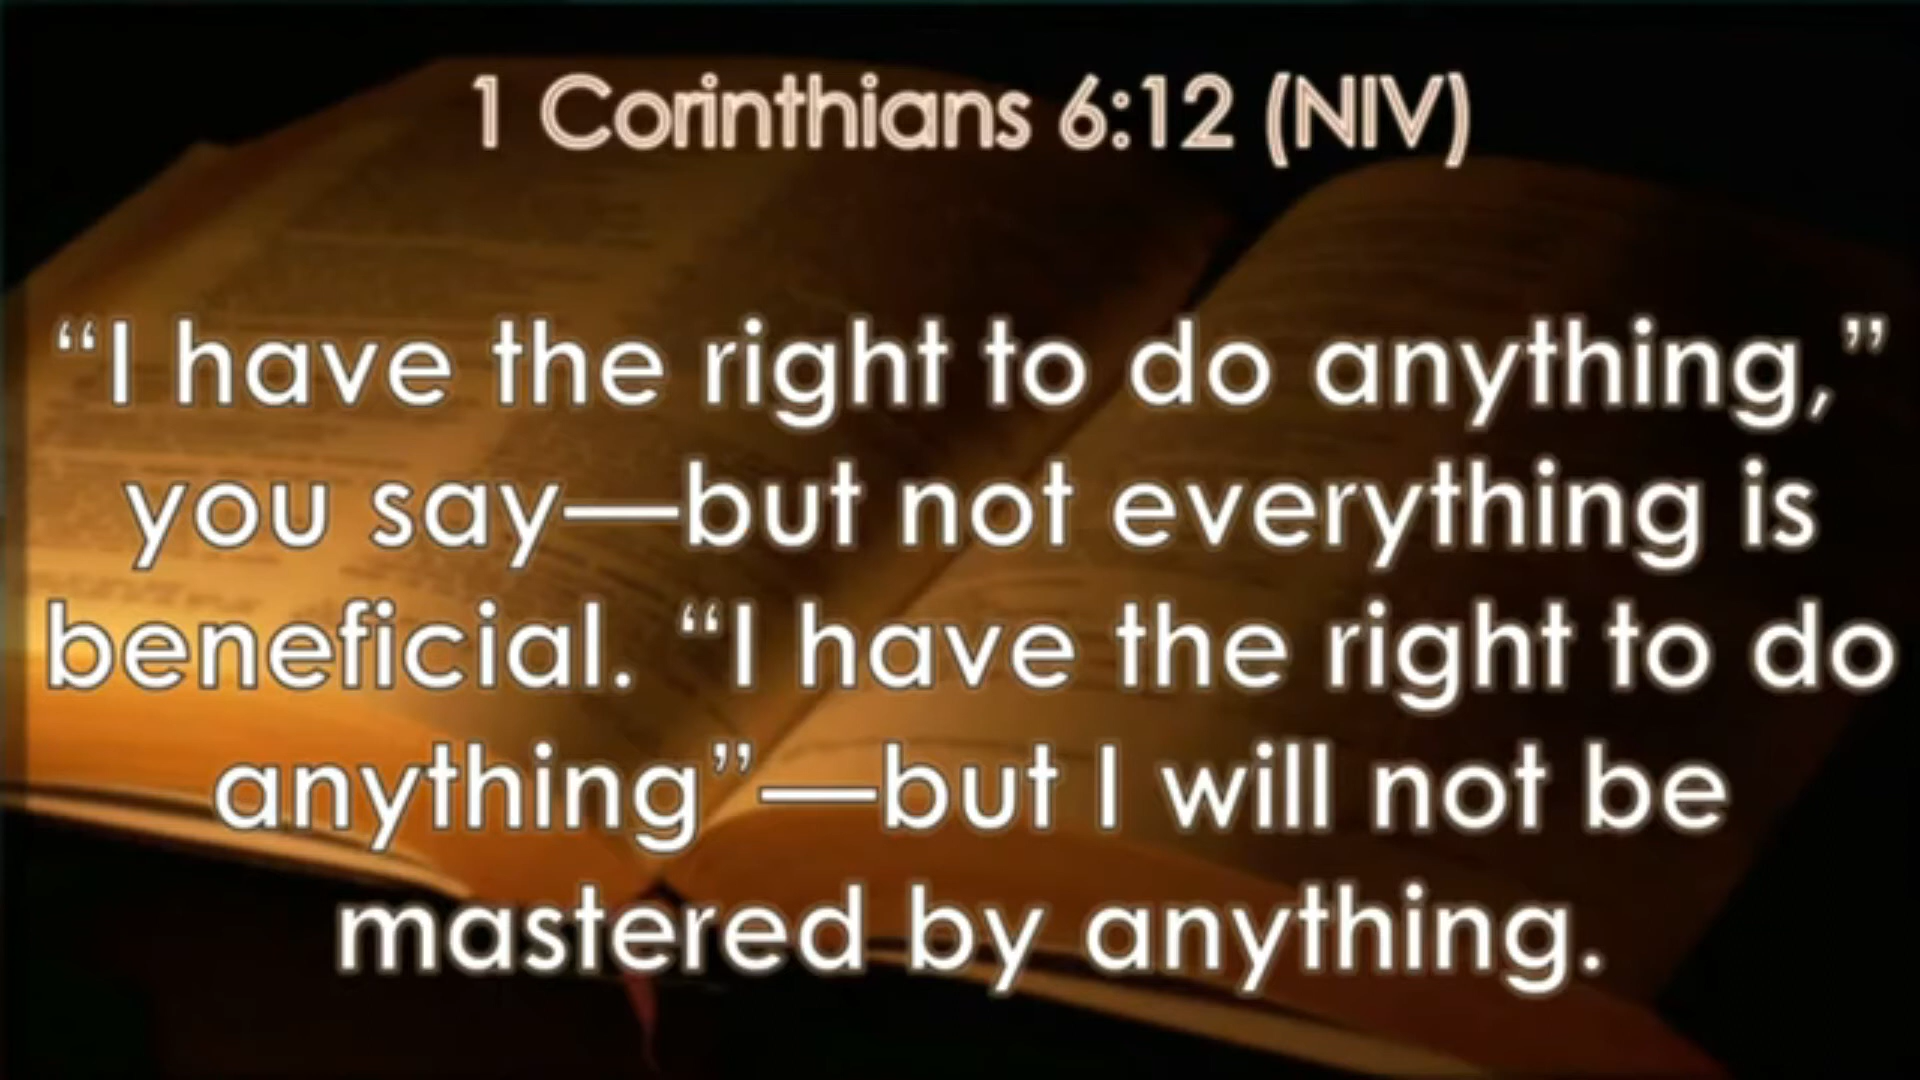 1 Corinthians 6:12 (NIV)
“I have the right to do anything,”
you say—but not everything is
beneficial. “I have the right to do
anything”—but I will not be
mastered by anything.